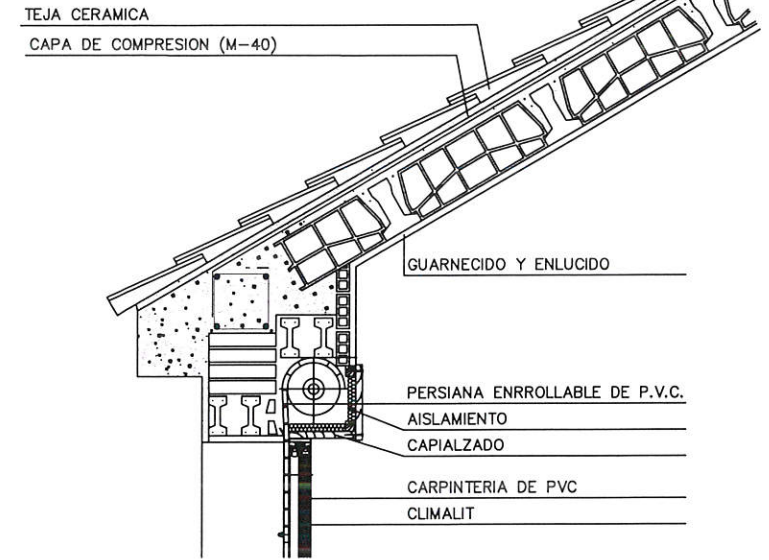 TEJA CERAMICA
CAPA DE COMPRESION (M-40)
GUARNECIDO Y ENLUCIDO
PERSIANA ENRROLLABLE DE P.V.C.
AISLAMIENTO
CAPIALZADO
CARPINTERIA DE PVC
CLIMALIT